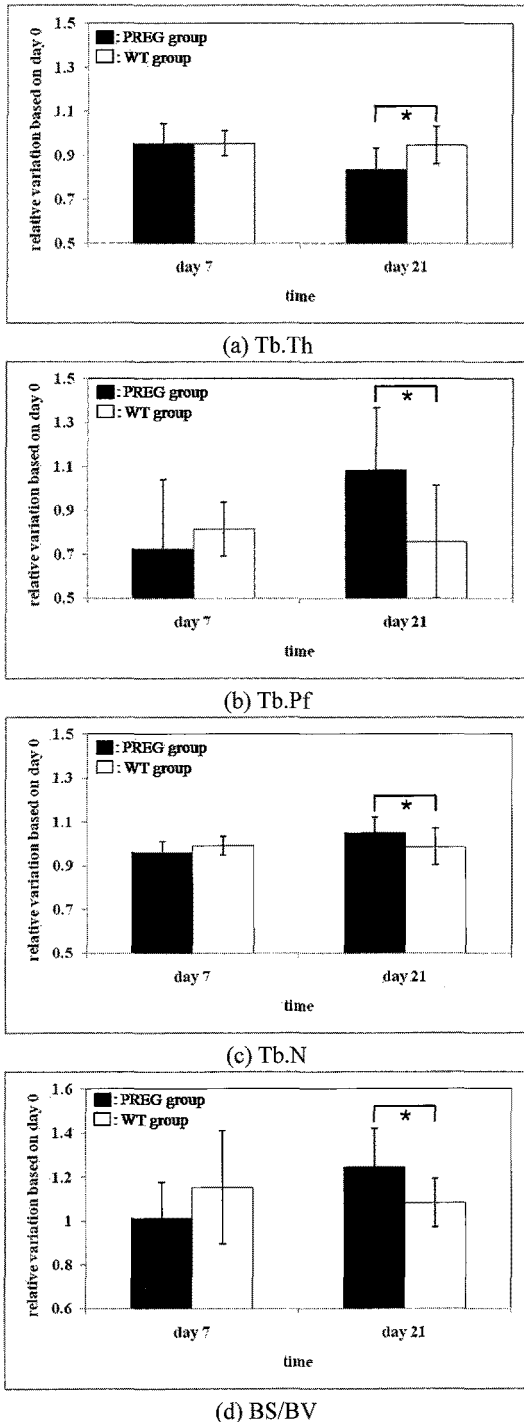 relative variation based on day 0
1.5
1.3
1.1
0.9
0.7
0.5
: PREG group
: WT group
*
day 7
day 21
time
(a) Tb.Th
relative variation based on day 0
1.5
1.3
1.1
0.9
0.7
0.5
: PREG group
: WT group
*
day 7
day 21
time
(b) Tb.Pf
relative variation based on day 0
1.5
1.3
1.1
0.9
0.7
0.5
: PREG group
: WT group
*
day 7
day 21
time
(c) Tb.N
relative variation based on day 0
1.6
1.4
1.2
1
0.8
0.6
: PREG group
: WT group
*
day 7
day 21
time
(d) BS/BV